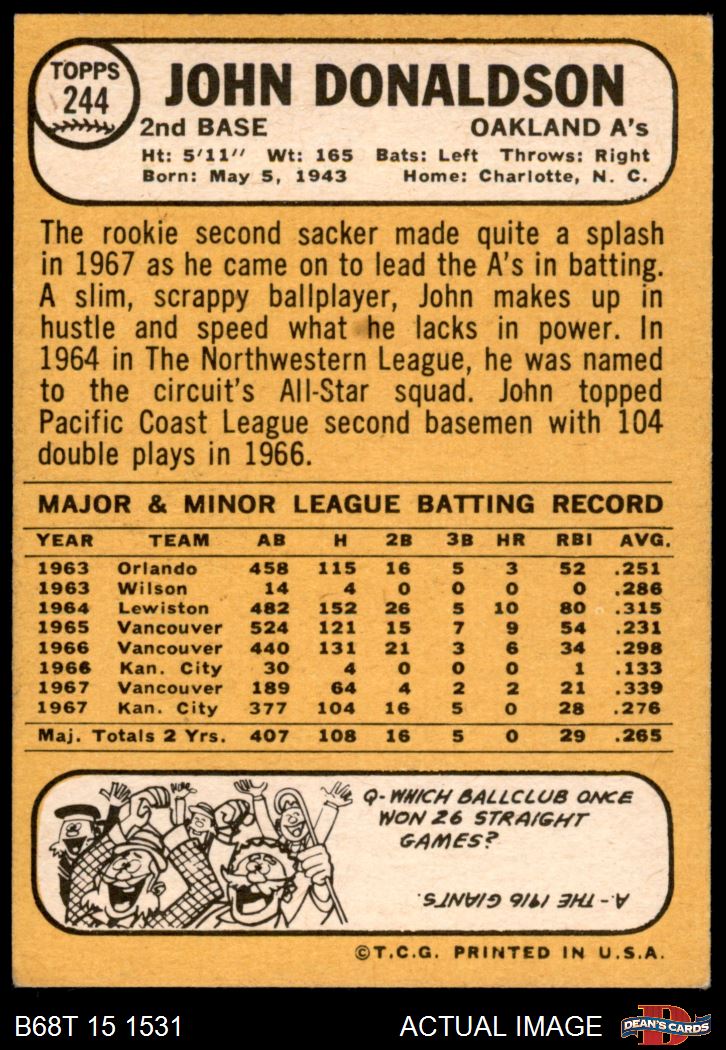 TOPPS
244
JOHN DONALDSON
2nd BASE OAKLAND A's
Ht: 5'11" Wt: 165 Bats: Left Throws: Right
Born: May 5, 1943 Home: Charlotte, N. C.
The rookie second sacker made quite a splash
in 1967 as he came on to lead the A's in batting.
A slim, scrappy ballplayer, John makes up in
hustle and speed what he lacks in power. In
1964 in The Northwestern League, he was named
to the circuit's All-Star squad. John topped
Pacific Coast League second basemen with 104
double plays in 1966.
MAJOR & MINOR LEAGUE BATTING RECORD
YEAR TEAM AB H 2B 3B HR RBI AVG.
1963 Orlando 458 115 16 5 3 52 .251
1963 Wilson 14 4 0 0 0 0 .286
1964 Lewiston 482 152 26 5 10 80 .315
1965 Vancouver 524 121 15 7 9 54 .231
1966 Vancouver 440 131 21 3 6 34 .298
1966 Kan. City 30 4 0 0 0 1 .133
1967 Vancouver 189 64 4 2 2 21 .339
1967 Kan. City 377 104 16 5 0 28 .276
Maj. Totals 2 Yrs. 407 108 16 5 0 29 .265
Q-WHICH BALLCLUB ONCE
WON 26 STRAIGHT
GAMES?
A.-THE 1916 GIANTS.
©T.C.G. PRINTED IN U.S.A.
B68T 15 1531 ACTUAL IMAGE
D
DEAN'S CARDS